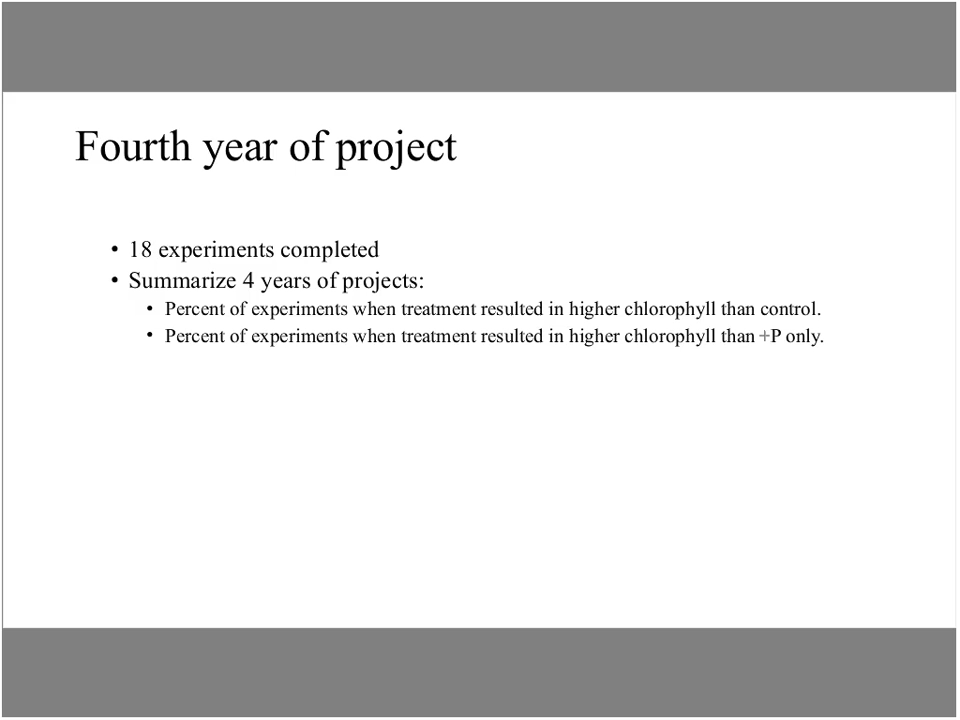 Fourth year of project
• 18 experiments completed
• Summarize 4 years of projects:
• Percent of experiments when treatment resulted in higher chlorophyll than control.
• Percent of experiments when treatment resulted in higher chlorophyll than +P only.